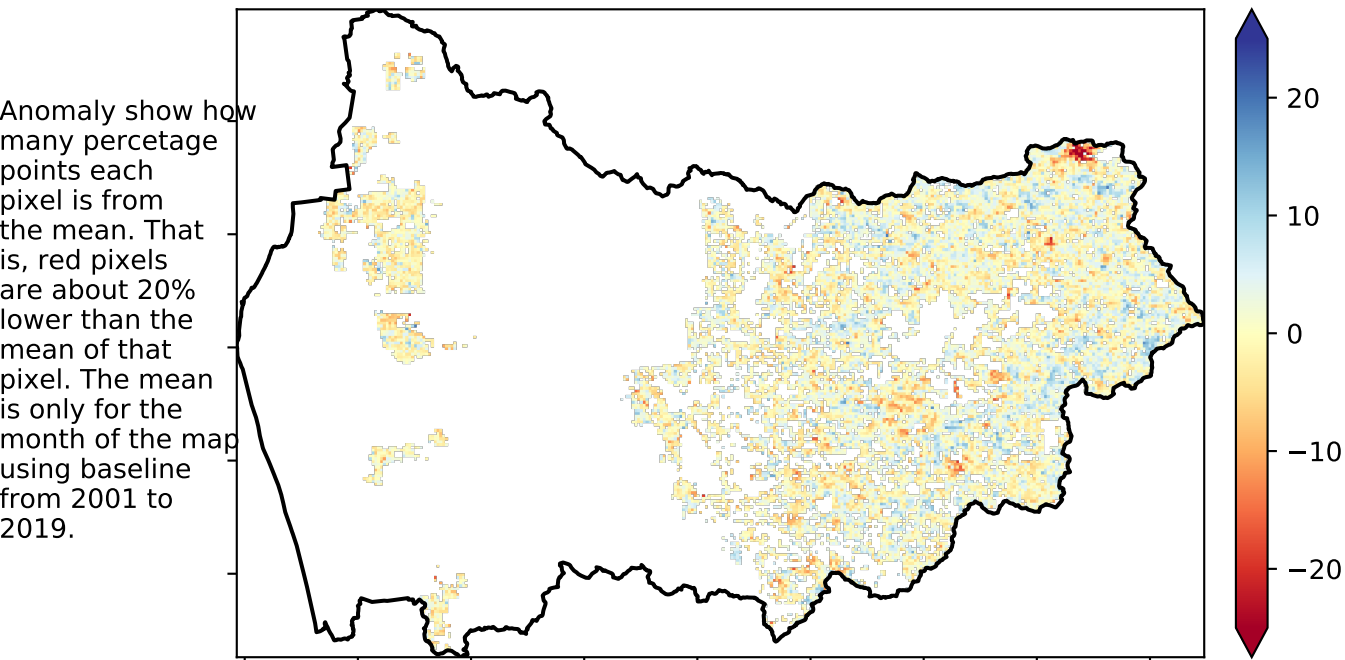 Anomaly show how
many percetage
points each
pixel is from
the mean. That
is, red pixels
are about 20%
lower than the
mean of that
pixel. The mean
is only for the
month of the map
using baseline
from 2001 to
2019.
20
10
0
−10
−20